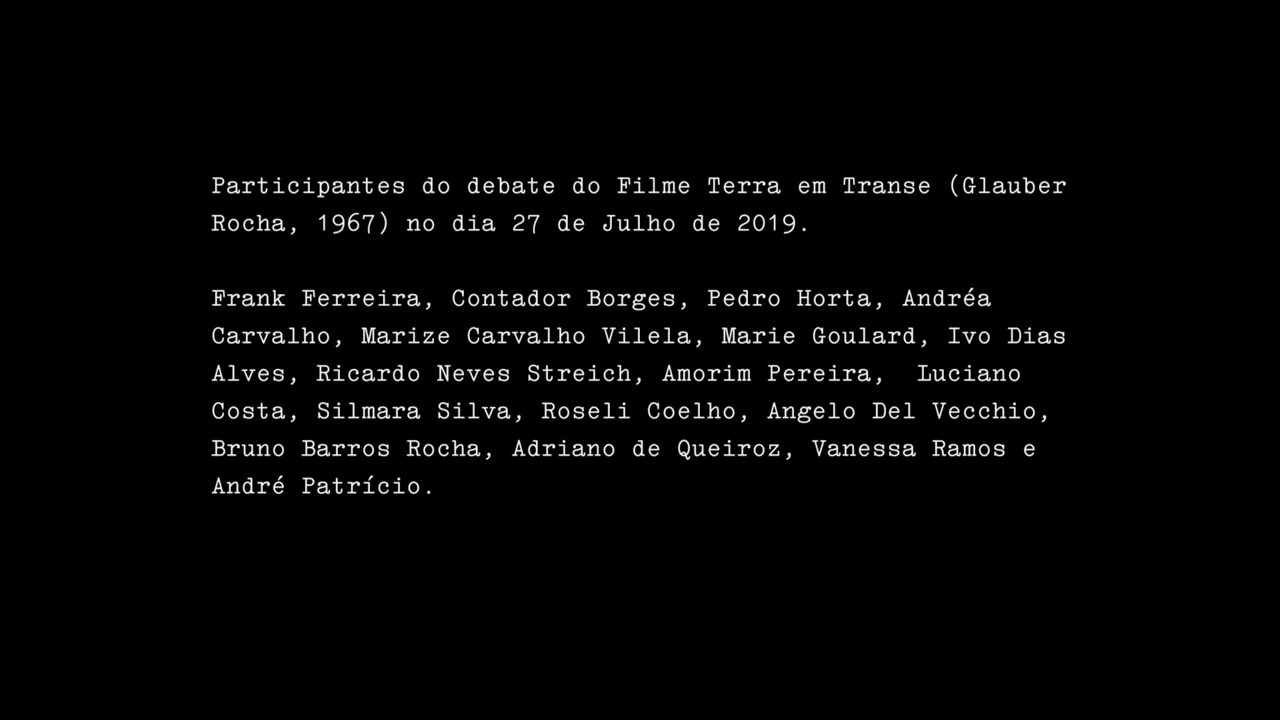 Participantes do debate do Filme Terra em Transe (Glauber
Rocha, 1967) no dia 27 de Julho de 2019.
Frank Ferreira, Contador Borges, Pedro Horta, Andréa
Carvalho, Marize Carvalho Vilela, Marie Goulard, Ivo Dias
Alves, Ricardo Neves Streich, Amorim Pereira,  Luciano
Costa, Silmara Silva, Roseli Coelho, Angelo Del Vecchio,
Bruno Barros Rocha, Adriano de Queiroz, Vanessa Ramos e
André Patrício.